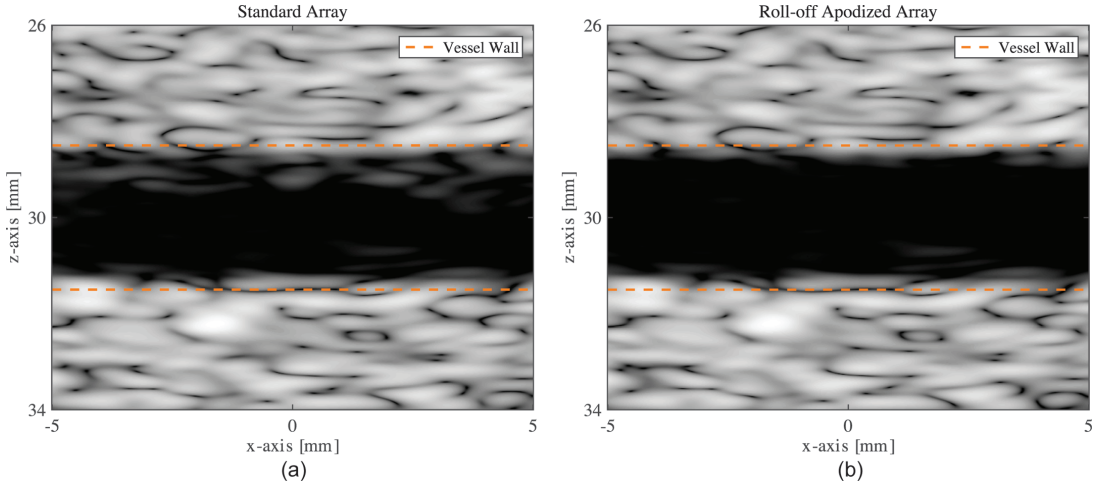 Standard Array
26
Vessel Wall
z-axis [mm]
30
34
-5
0
5
x-axis [mm]
(a)
Roll-off Apodized Array
26
Vessel Wall
z-axis [mm]
30
34
-5
0
5
x-axis [mm]
(b)